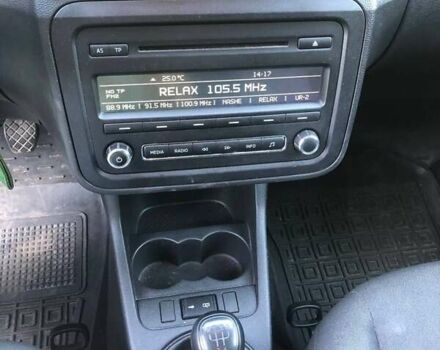 AS TP
▲ 25.0°C 14-17
NO TP
FM2
RELAX 105.5 MHz
88.9 MHz | 91.5 MHz | 100.9 MHz | NASHE | RELAX | UR-2
MEDIA RADIO INFO